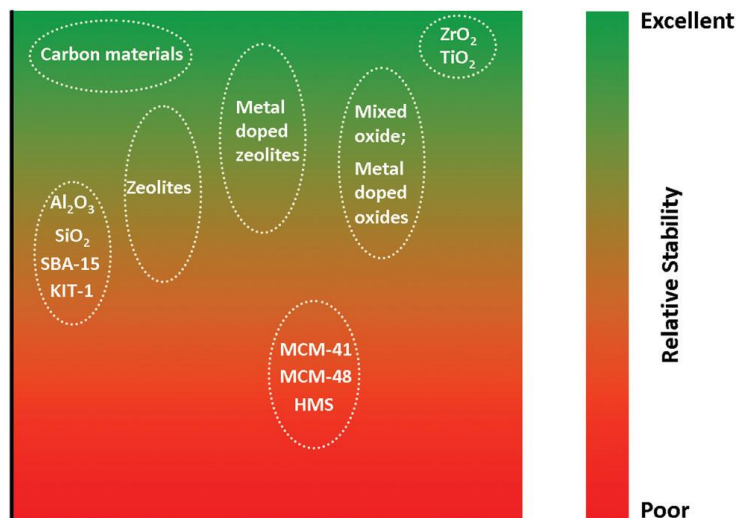 Carbon materials
ZrO₂
TiO₂
Metal
doped
zeolites
Mixed
oxide;
Metal
doped
oxides
Zeolites
Al₂O₃
SiO₂
SBA-15
KIT-1
MCM-41
MCM-48
HMS
Excellent
Relative Stability
Poor